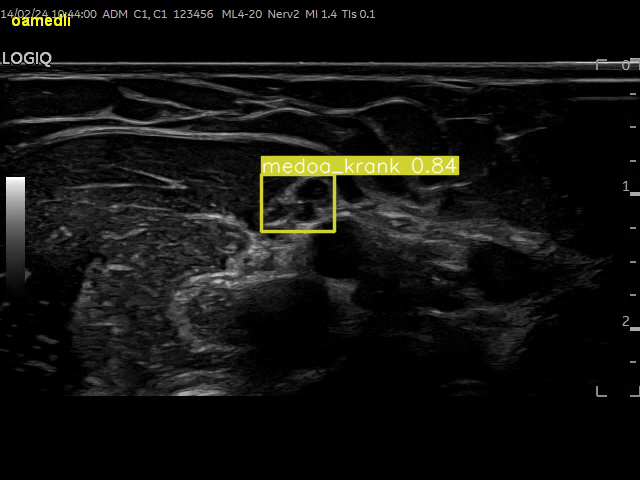 14/02/24 10:44:00 ADM C1, C1 123456 ML4-20 Nerv2 MI 1.4 TIs 0.1
oamedli
LOGIQ
0
medoa_krank 0.84
1
2